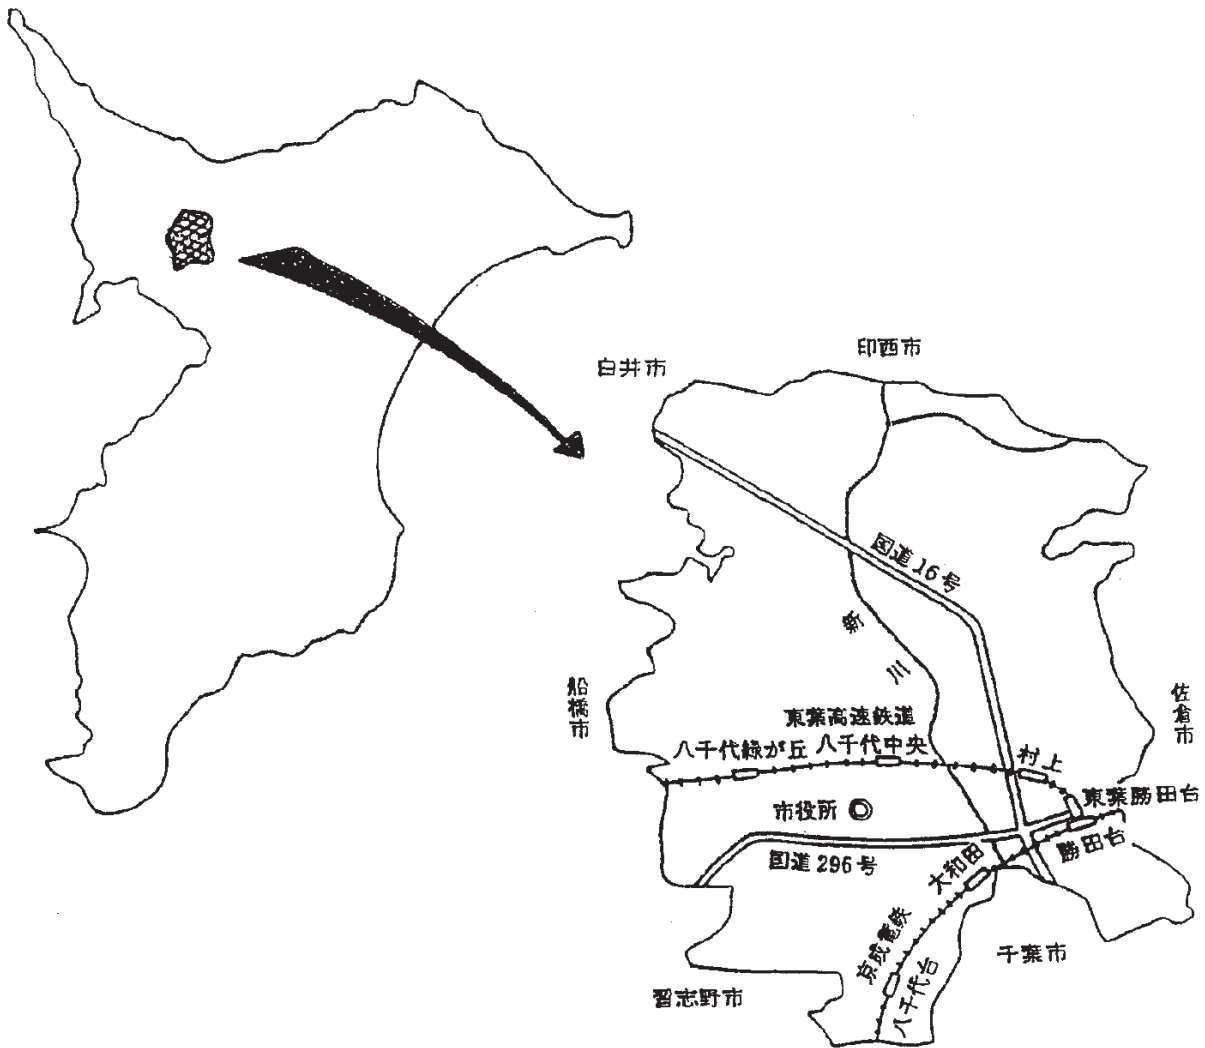 印西市
白井市
国道16号
新川
船橋市
佐倉市
東葉高速鉄道
八千代緑が丘
八千代中央
村上
東葉勝田台
市役所
勝田台
国道296号
大和田
京成電鉄
千葉市
八千代台
習志野市